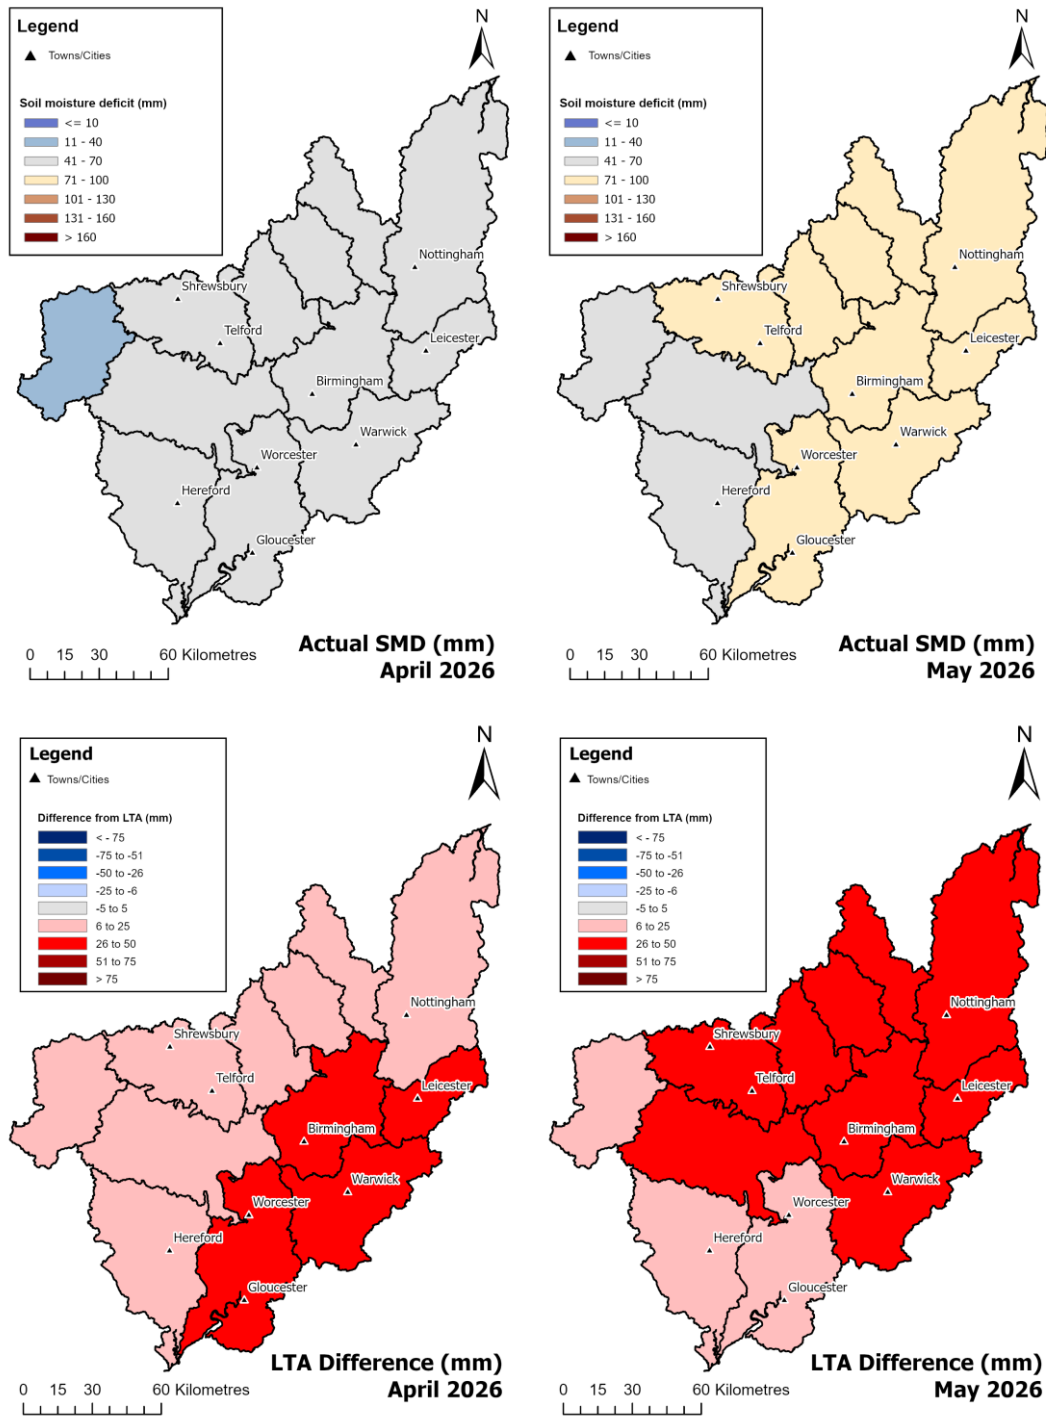 Legend
Towns/Cities
Soil moisture deficit (mm)
<= 10
11 - 40
41 - 70
71 - 100
101 - 130
131 - 160
> 160
N
Nottingham
Shrewsbury
Telford
Leicester
Birmingham
Warwick
Worcester
Hereford
Gloucester
0 15 30 60 Kilometres
Actual SMD (mm)
April 2026
Legend
Towns/Cities
Soil moisture deficit (mm)
<= 10
11 - 40
41 - 70
71 - 100
101 - 130
131 - 160
> 160
N
Nottingham
Shrewsbury
Telford
Leicester
Birmingham
Warwick
Worcester
Hereford
Gloucester
0 15 30 60 Kilometres
Actual SMD (mm)
May 2026
Legend
Towns/Cities
Difference from LTA (mm)
< - 75
-75 to -51
-50 to -26
-25 to -6
-5 to 5
6 to 25
26 to 50
51 to 75
> 75
N
Nottingham
Shrewsbury
Telford
Leicester
Birmingham
Warwick
Worcester
Hereford
Gloucester
LTA Difference (mm)
April 2026
0 15 30 60 Kilometres
Legend
Towns/Cities
Difference from LTA (mm)
< - 75
-75 to -51
-50 to -26
-25 to -6
-5 to 5
6 to 25
26 to 50
51 to 75
> 75
N
Nottingham
Shrewsbury
Telford
Leicester
Birmingham
Warwick
Worcester
Hereford
Gloucester
LTA Difference (mm)
May 2026
0 15 30 60 Kilometres